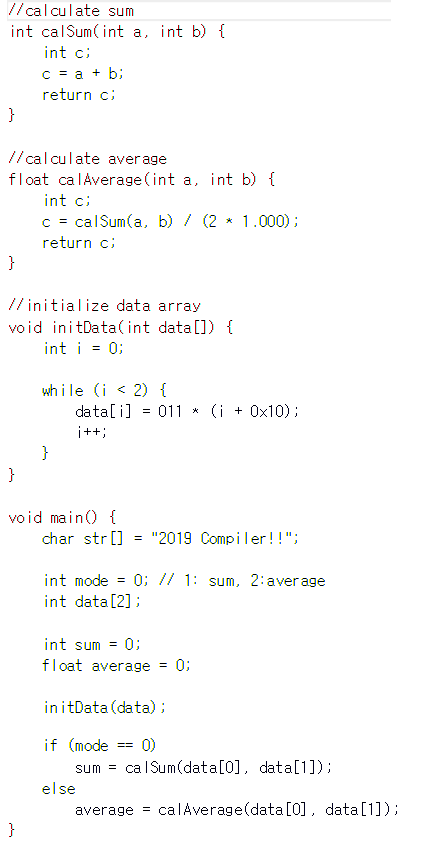 //calculate sum
int calSum(int a, int b) {
    int c;
    c = a + b;
    return c;
}

//calculate average
float calAverage(int a, int b) {
    int c;
    c = calSum(a, b) / (2 * 1.000);
    return c;
}

//initialize data array
void initData(int data[]) {
    int i = 0;

    while (i < 2) {
        data[i] = 011 * (i + 0x10);
        i++;
    }
}

void main() {
    char str[] = "2019 Compiler!!";

    int mode = 0; // 1: sum, 2:average
    int data[2];

    int sum = 0;
    float average = 0;

    initData(data);

    if (mode == 0)
        sum = calSum(data[0], data[1]);
    else
        average = calAverage(data[0], data[1]);
}